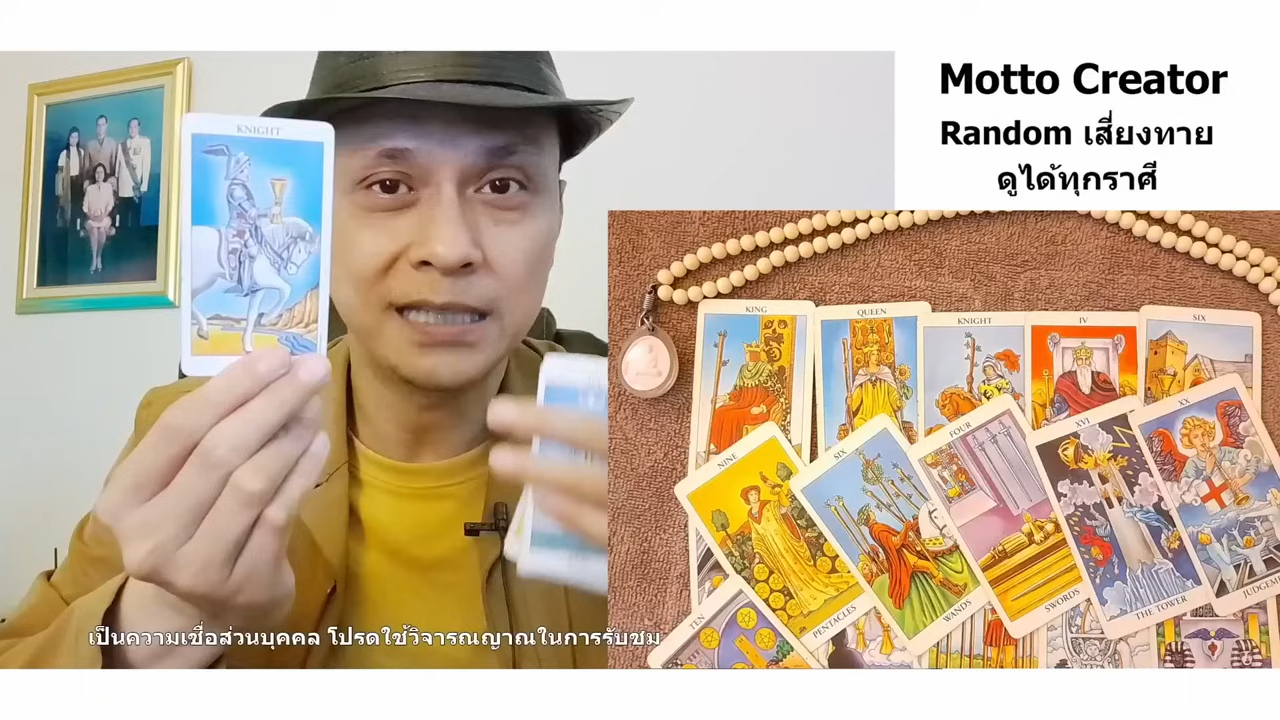 Motto Creator
Random เสี่ยงทาย
ดูได้ทุกราศี
KNIGHT
KING
QUEEN
KNIGHT
IV
SIX
NINE
PENTACLES
SIX
WANDS
FOUR
SWORDS
XVI
THE TOWER
XX
JUDGEME
TEN
เป็นความเชื่อส่วนบุคคล โปรดใช้วิจารณญาณในการรับชม